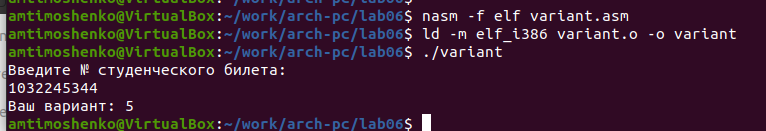 amtimoshenko@VirtualBox:~/work/arch-pc/lab06$ nasm -f elf variant.asm
amtimoshenko@VirtualBox:~/work/arch-pc/lab06$ ld -m elf_i386 variant.o -o variant
amtimoshenko@VirtualBox:~/work/arch-pc/lab06$ ./variant
Введите № студенческого билета:
1032245344
Ваш вариант: 5
amtimoshenko@VirtualBox:~/work/arch-pc/lab06$